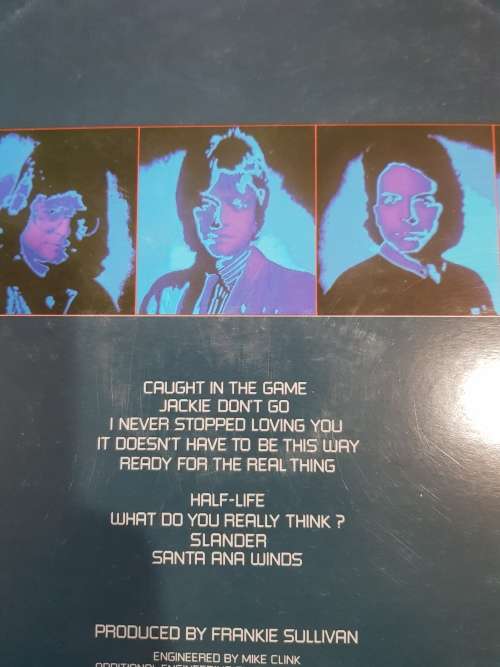 CAUGHT IN THE GAME
JACKIE DON'T GO
I NEVER STOPPED LOVING YOU
IT DOESN'T HAVE TO BE THIS WAY
READY FOR THE REAL THING
HALF-LIFE
WHAT DO YOU REALLY THINK ?
SLANDER
SANTA ANA WINDS
PRODUCED BY FRANKIE SULLIVAN
ENGINEERED BY MIKE CLINK